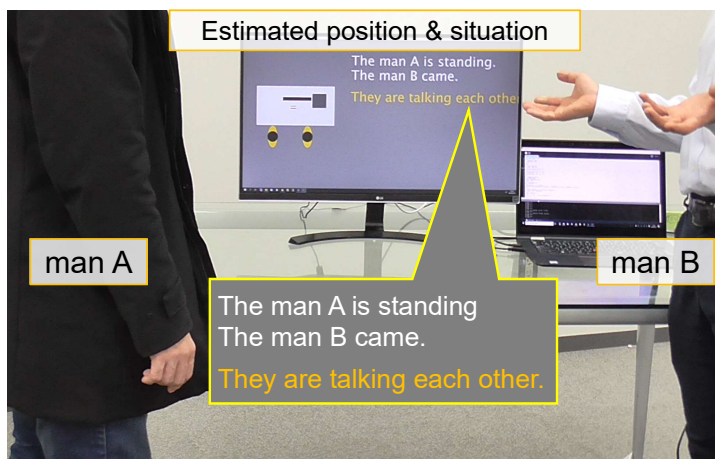 Estimated position & situation
The man A is standing.
The man B came.
They are talking each other
man A
man B
The man A is standing
The man B came.
They are talking each other.
LG